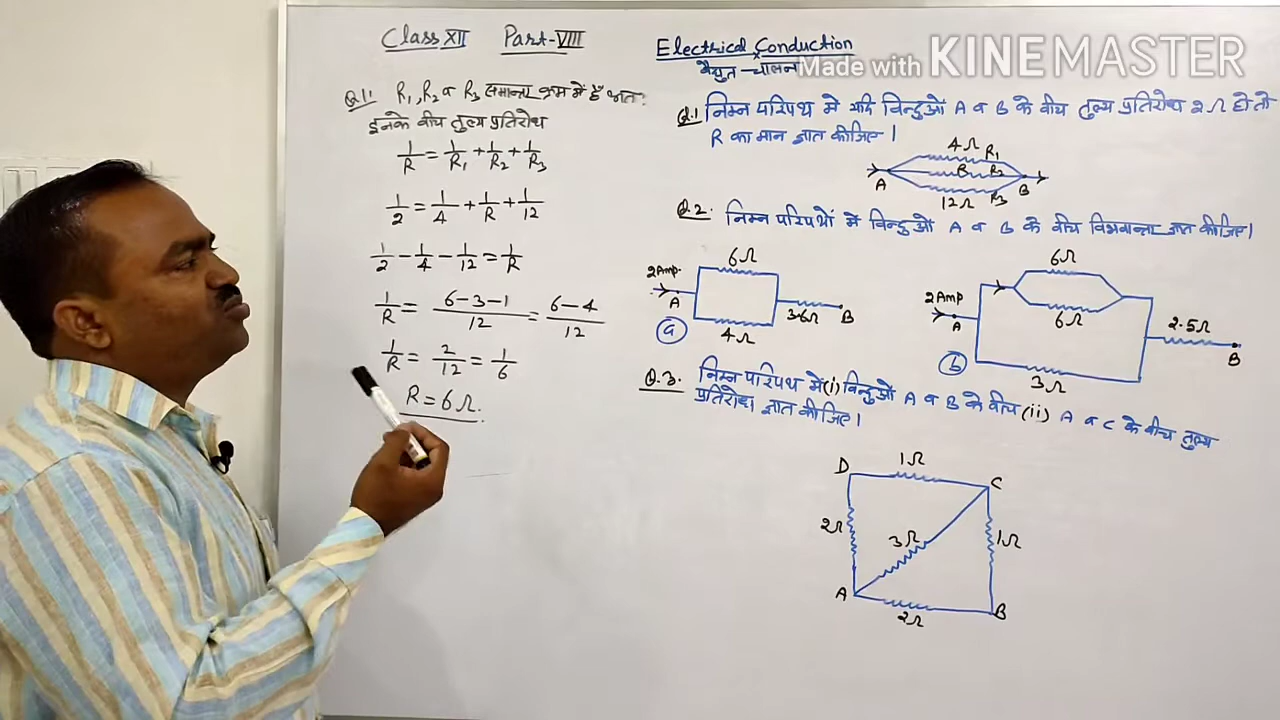 Class XII Part-VIII
Q.1: R₁, R₂ व R₃ समान्तर क्रम में हैं अतः
इनके बीच तुल्य प्रतिरोध
1/R = 1/R₁ + 1/R₂ + 1/R₃
1/2 = 1/4 + 1/R + 1/12
1/2 - 1/4 - 1/12 = 1/R
1/R = 6-3-1/12 = 6-4/12
1/R = 2/12 = 1/6
R = 6Ω.
Electrical Conduction
वैद्युत - चालन
Made with KINEMASTER
Q.1 निम्न परिपथ में यदि बिन्दुओं A व B के बीच तुल्य प्रतिरोध 2Ω हो तो
R का मान ज्ञात कीजिए।
4Ω R₁
A R R₂ B
12Ω R₃
Q.2. निम्न परिपथों में बिन्दुओं A व B के बीच विभवान्तर ज्ञात कीजिए।
6Ω
2Amp.
A 3.6Ω B
4Ω
a
6Ω
2Amp
A 6Ω 2.5Ω B
3Ω
b
Q.3. निम्न परिपथ में (i) बिन्दुओं A व B के बीच (ii) A व C के बीच तुल्य
प्रतिरोध ज्ञात कीजिए।
D 1Ω C
2Ω 3Ω 1Ω
A 2Ω B